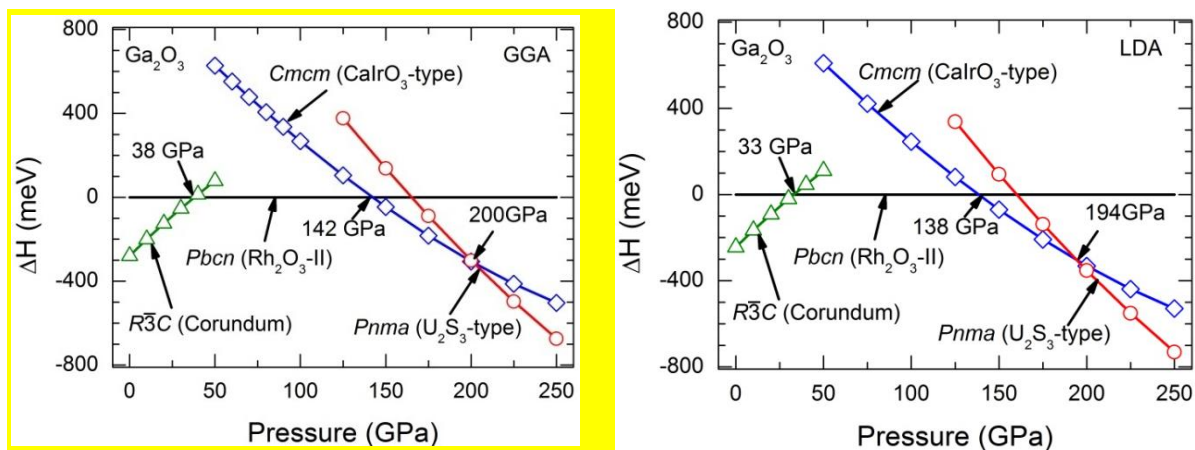 800
400
0
-400
-800
ΔH (meV)
Ga₂O₃
GGA
Cmcm (CaIrO₃-type)
38 GPa
142 GPa
200GPa
Pbcn (Rh₂O₃-II)
R3̅C (Corundum)
Pnma (U₂S₃-type)
0 50 100 150 200 250
Pressure (GPa)
800
400
0
-400
-800
ΔH (meV)
Ga₂O₃
LDA
Cmcm (CaIrO₃-type)
33 GPa
138 GPa
194GPa
Pbcn (Rh₂O₃-II)
R3̅C (Corundum)
Pnma (U₂S₃-type)
0 50 100 150 200 250
Pressure (GPa)